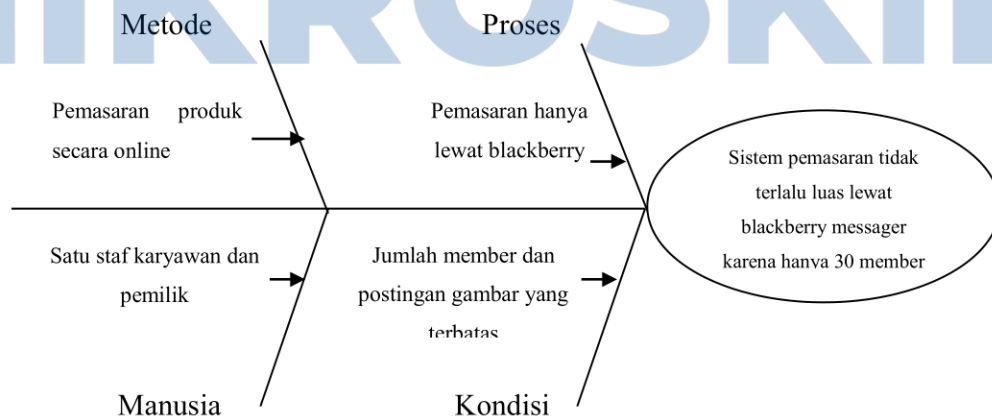 MIKROSKIL
Metode
Proses
Pemasaran produk
secara online
Pemasaran hanya
lewat blackberry
Sistem pemasaran tidak
terlalu luas lewat
blackberry messager
karena hanya 30 member
Satu staf karyawan dan
pemilik
Jumlah member dan
postingan gambar yang
terbatas
Manusia
Kondisi